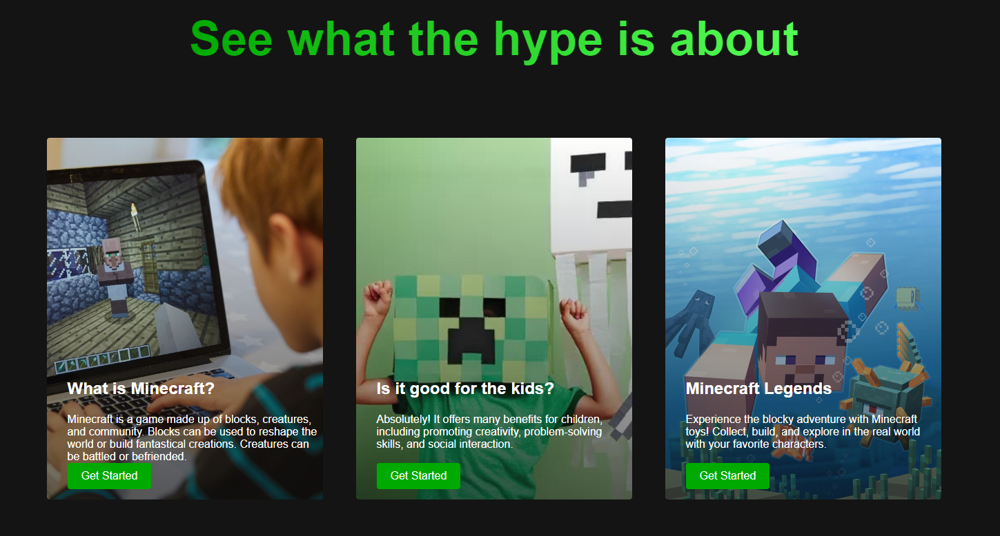 See what the hype is about
What is Minecraft?
Minecraft is a game made up of blocks, creatures,
and community. Blocks can be used to reshape the
world or build fantastical creations. Creatures can
be battled or befriended.
Get Started
Is it good for the kids?
Absolutely! It offers many benefits for children,
including promoting creativity, problem-solving
skills, and social interaction.
Get Started
Minecraft Legends
Experience the blocky adventure with Minecraft
toys! Collect, build, and explore in the real world
with your favorite characters.
Get Started